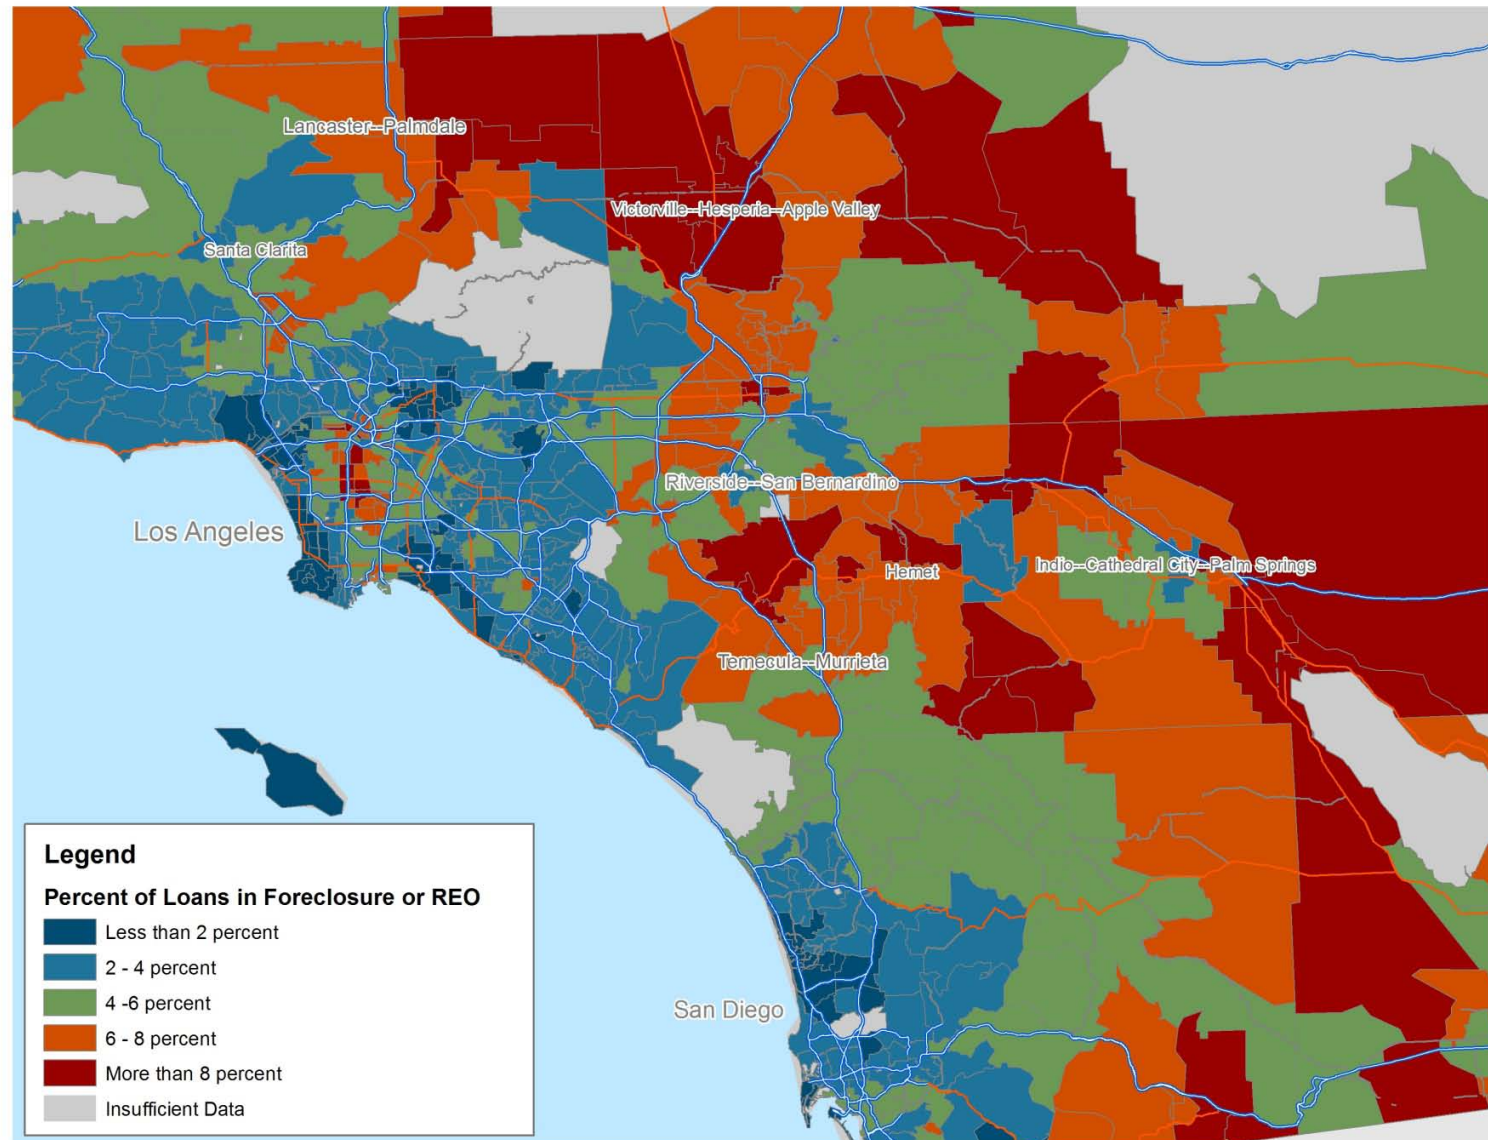 Lancaster--Palmdale
Victorville--Hesperia--Apple Valley
Santa Clarita
Riverside--San Bernardino
Los Angeles
Hemet
Indio--Cathedral City--Palm Springs
Temecula--Murrieta
San Diego
Legend
Percent of Loans in Foreclosure or REO
Less than 2 percent
2 - 4 percent
4 -6 percent
6 - 8 percent
More than 8 percent
Insufficient Data